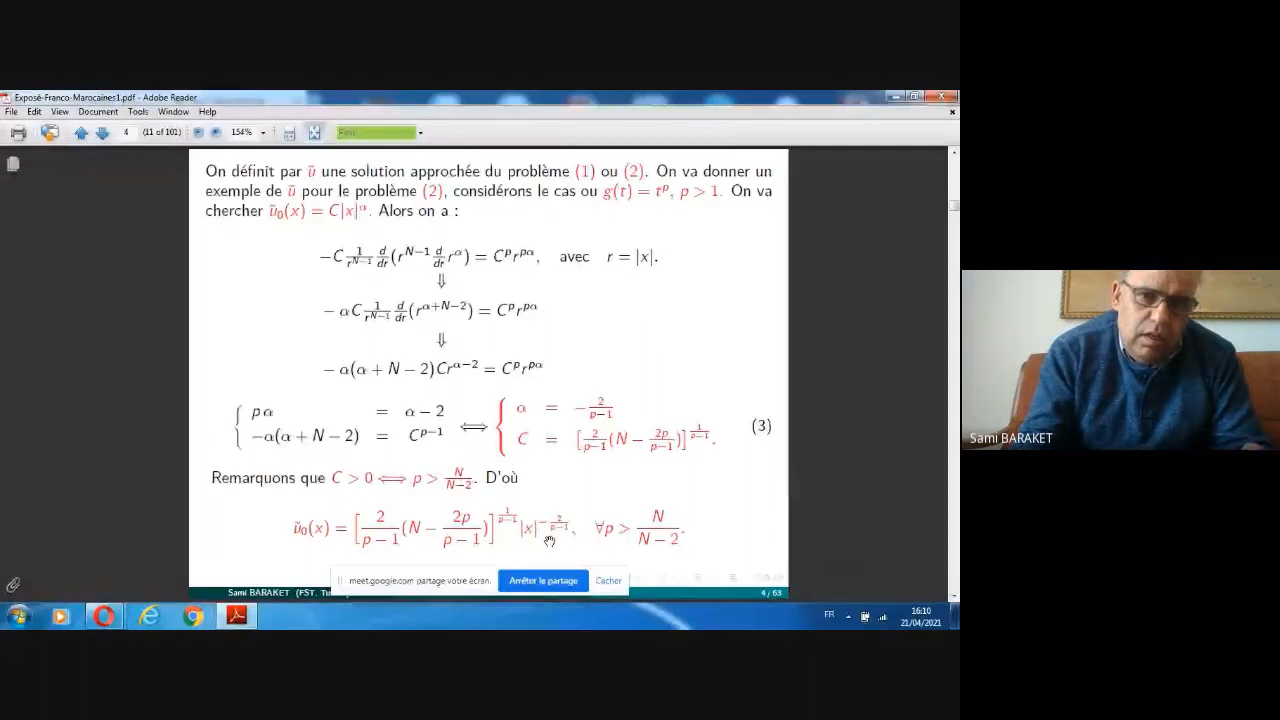 Exposé-Franco-Marocaines1.pdf - Adobe Reader
File Edit View Document Tools Window Help
4 (11 of 101) 154% Find
On définit par ũ une solution approchée du problème (1) ou (2). On va donner un
exemple de ũ pour le problème (2), considérons le cas ou g(t) = t^p, p > 1. On va
chercher ũ₀(x) = C|x|^α. Alors on a :
−C 1/r^{N−1} d/dr (r^{N−1} d/dr r^α) = C^p r^{pα}, avec r = |x|.
⇓
− αC 1/r^{N−1} d/dr (r^{α+N−2}) = C^p r^{pα}
⇓
− α(α + N − 2)Cr^{α−2} = C^p r^{pα}
{ pα = α − 2
−α(α + N − 2) = C^{p−1} ⟺ { α = −2/(p−1)
C = [2/(p−1) (N − 2p/(p−1))]^{1/(p−1)}. (3)
Remarquons que C > 0 ⟺ p > N/(N−2). D'où
ũ₀(x) = [2/(p−1) (N − 2p/(p−1))]^{1/(p−1)} |x|^{−2/(p−1)}, ∀p > N/(N−2).
meet.google.com partage votre écran. Arrêter le partage Cacher
Sami BARAKET (FST, Tu 4 / 63
FR 16:10
21/04/2021
Sami BARAKET